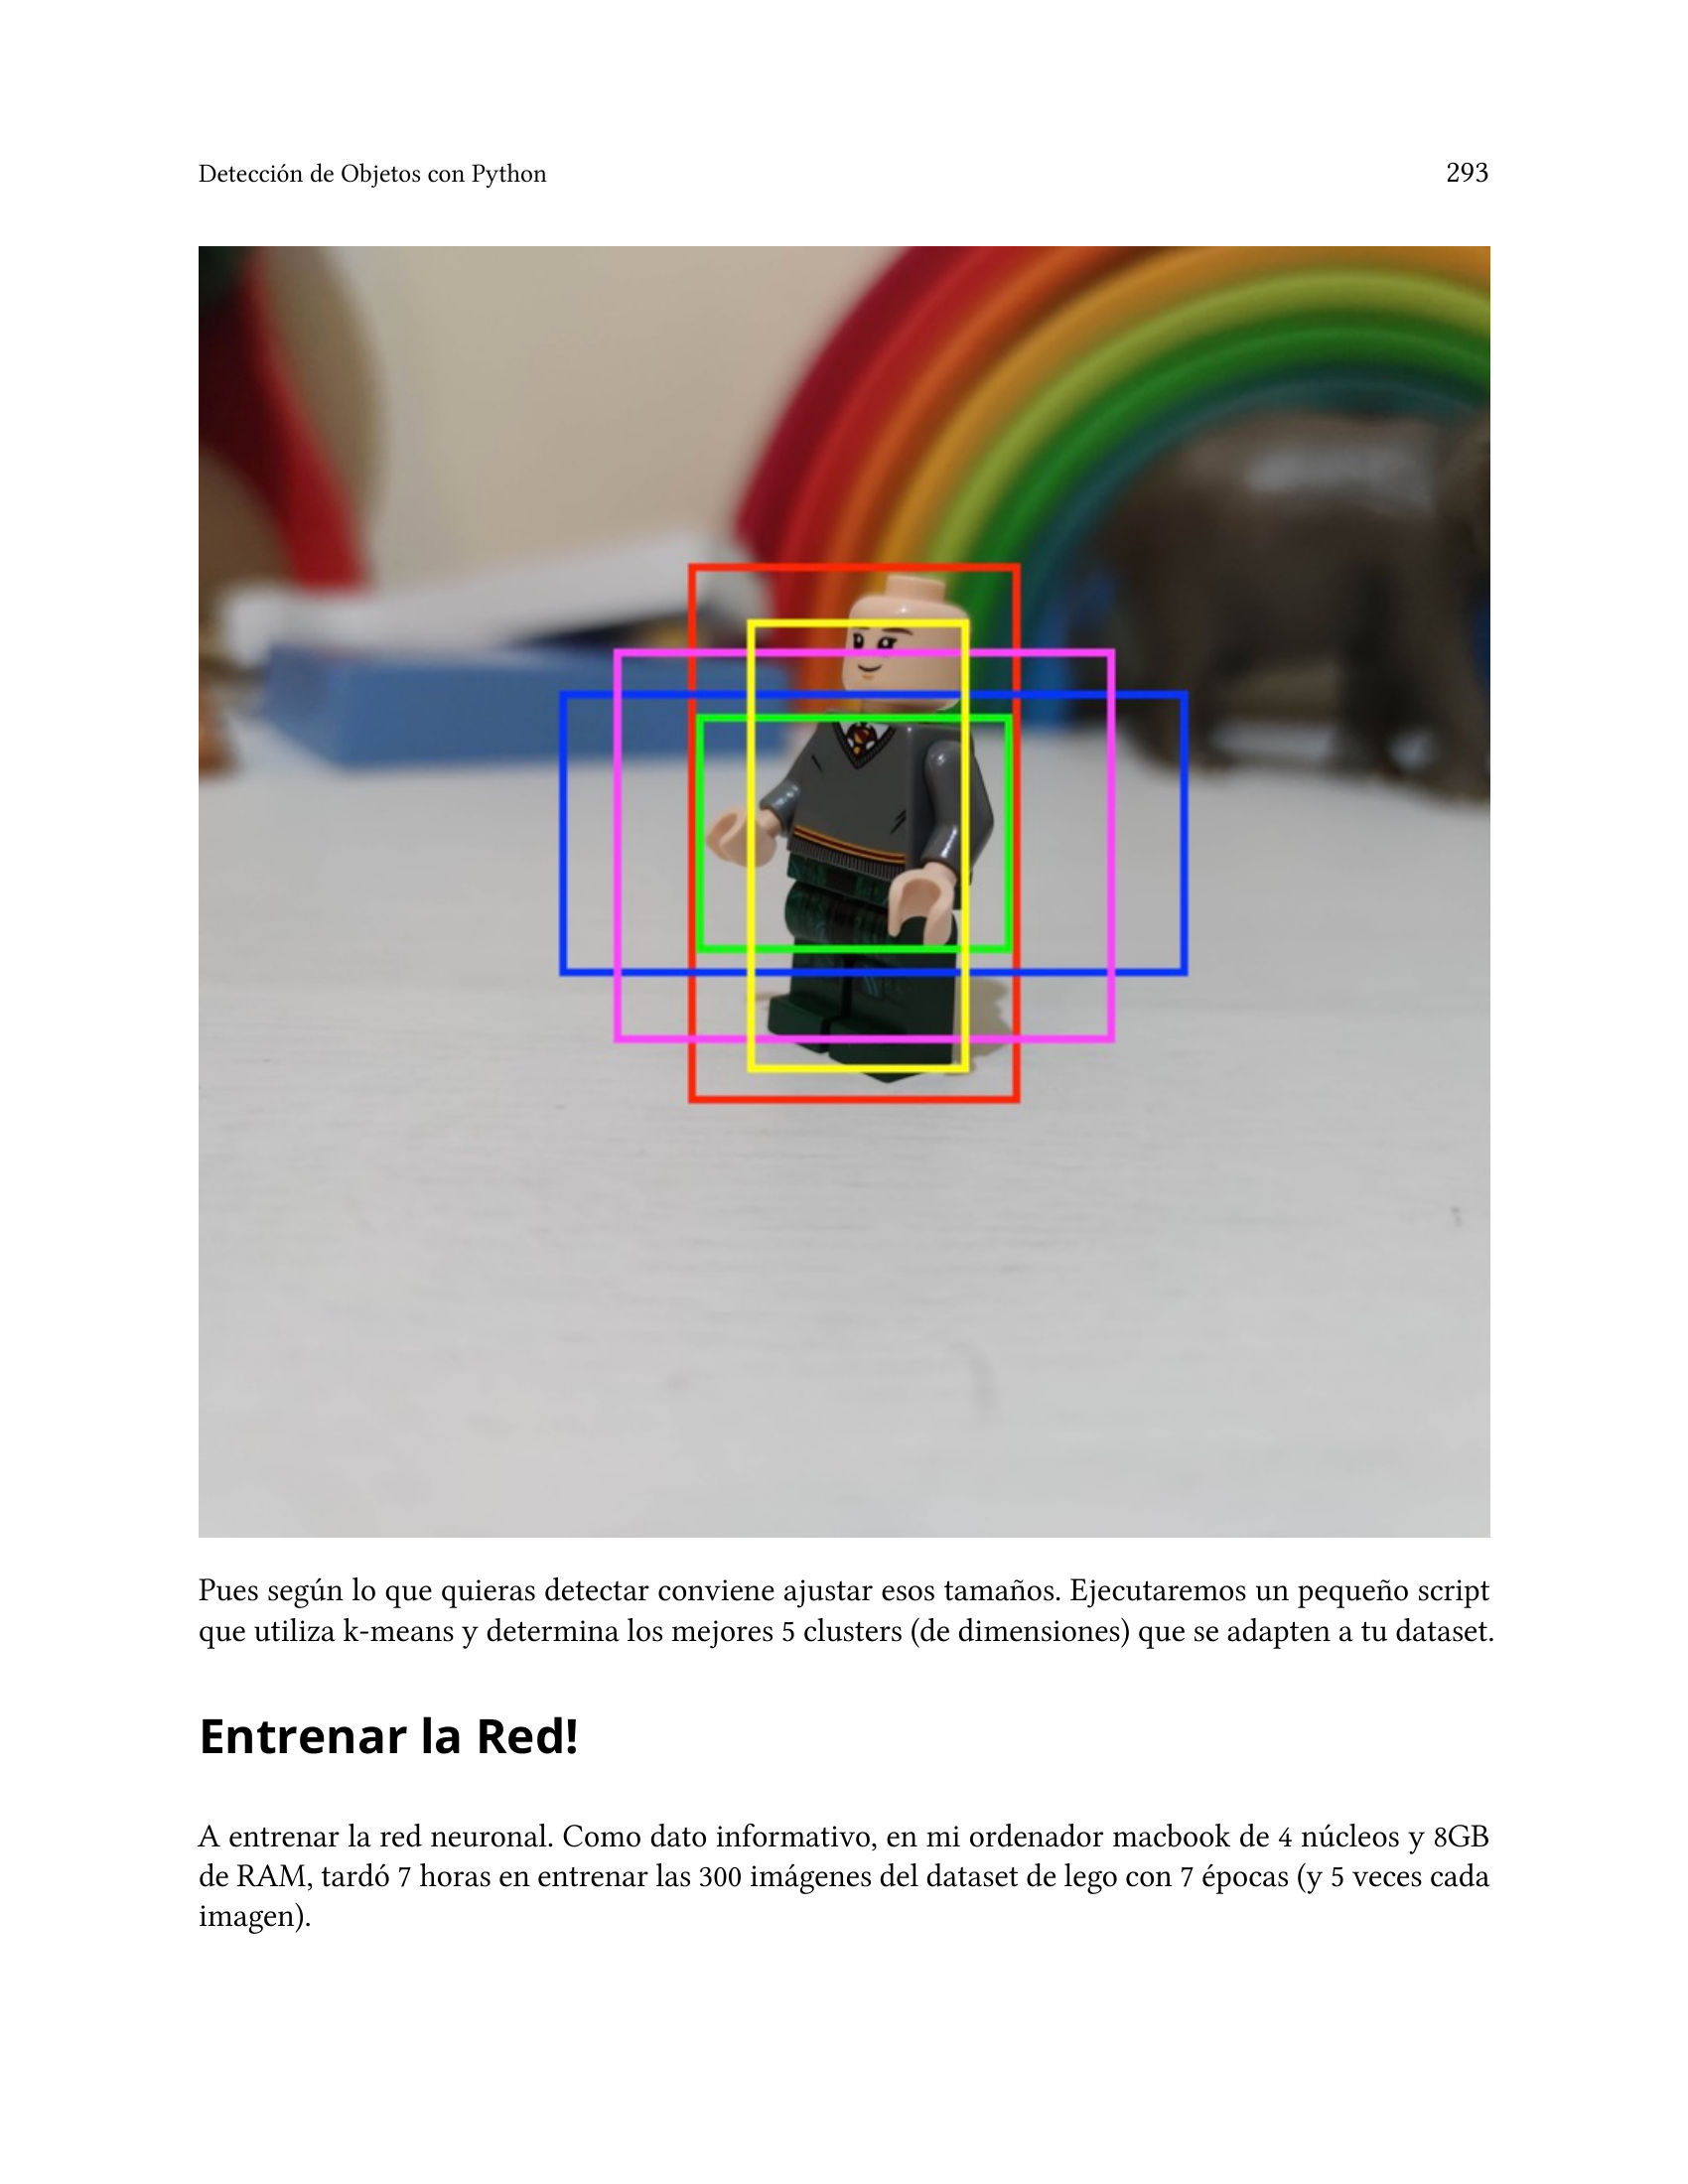 Detección de Objetos con Python 293
Pues según lo que quieras detectar conviene ajustar esos tamaños. Ejecutaremos un pequeño script
que utiliza k-means y determina los mejores 5 clusters (de dimensiones) que se adapten a tu dataset.
Entrenar la Red!
A entrenar la red neuronal. Como dato informativo, en mi ordenador macbook de 4 núcleos y 8GB
de RAM, tardó 7 horas en entrenar las 300 imágenes del dataset de lego con 7 épocas (y 5 veces cada
imagen).